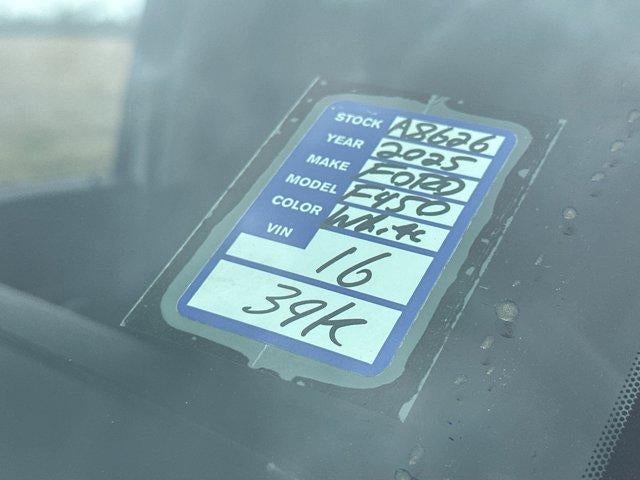 STOCK A8626
YEAR 2025
MAKE FORD
MODEL F450
COLOR White
VIN
16
39K